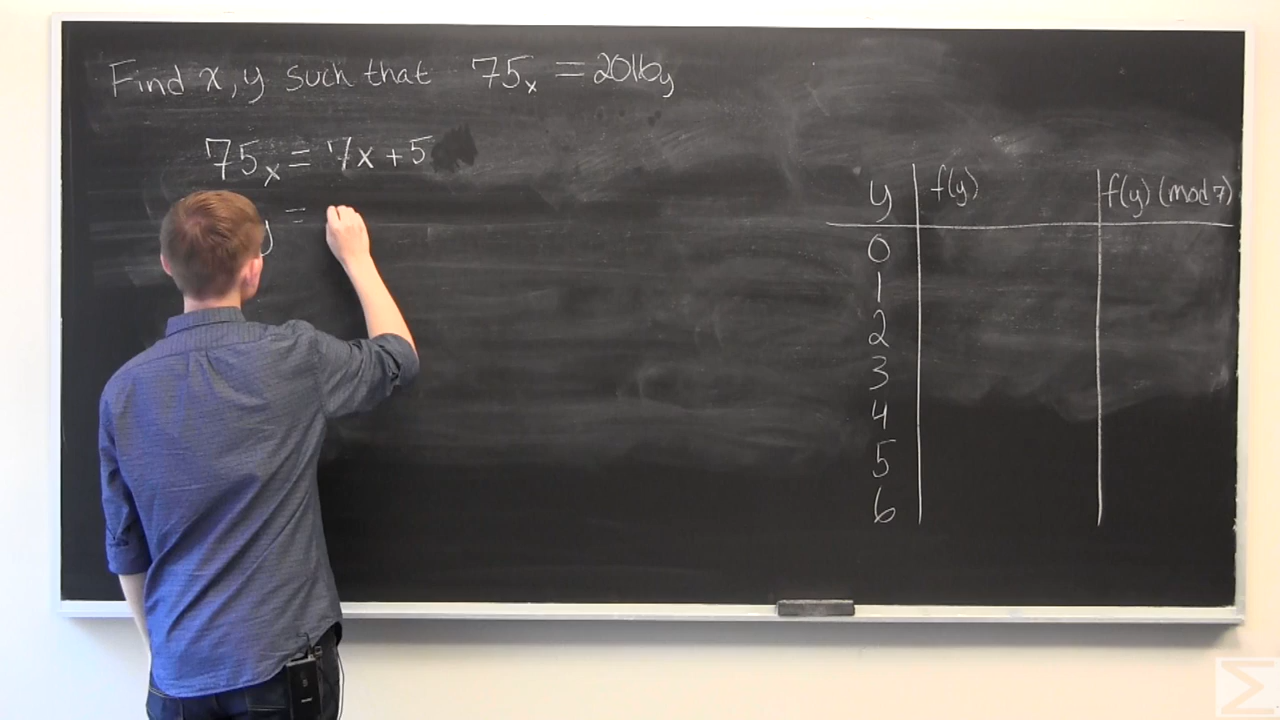 Find x, y such that 75ₓ = 2016_y
75ₓ = 7x + 5
y =
y f(y) f(y) (mod 7)
0
1
2
3
4
5
6
Σ